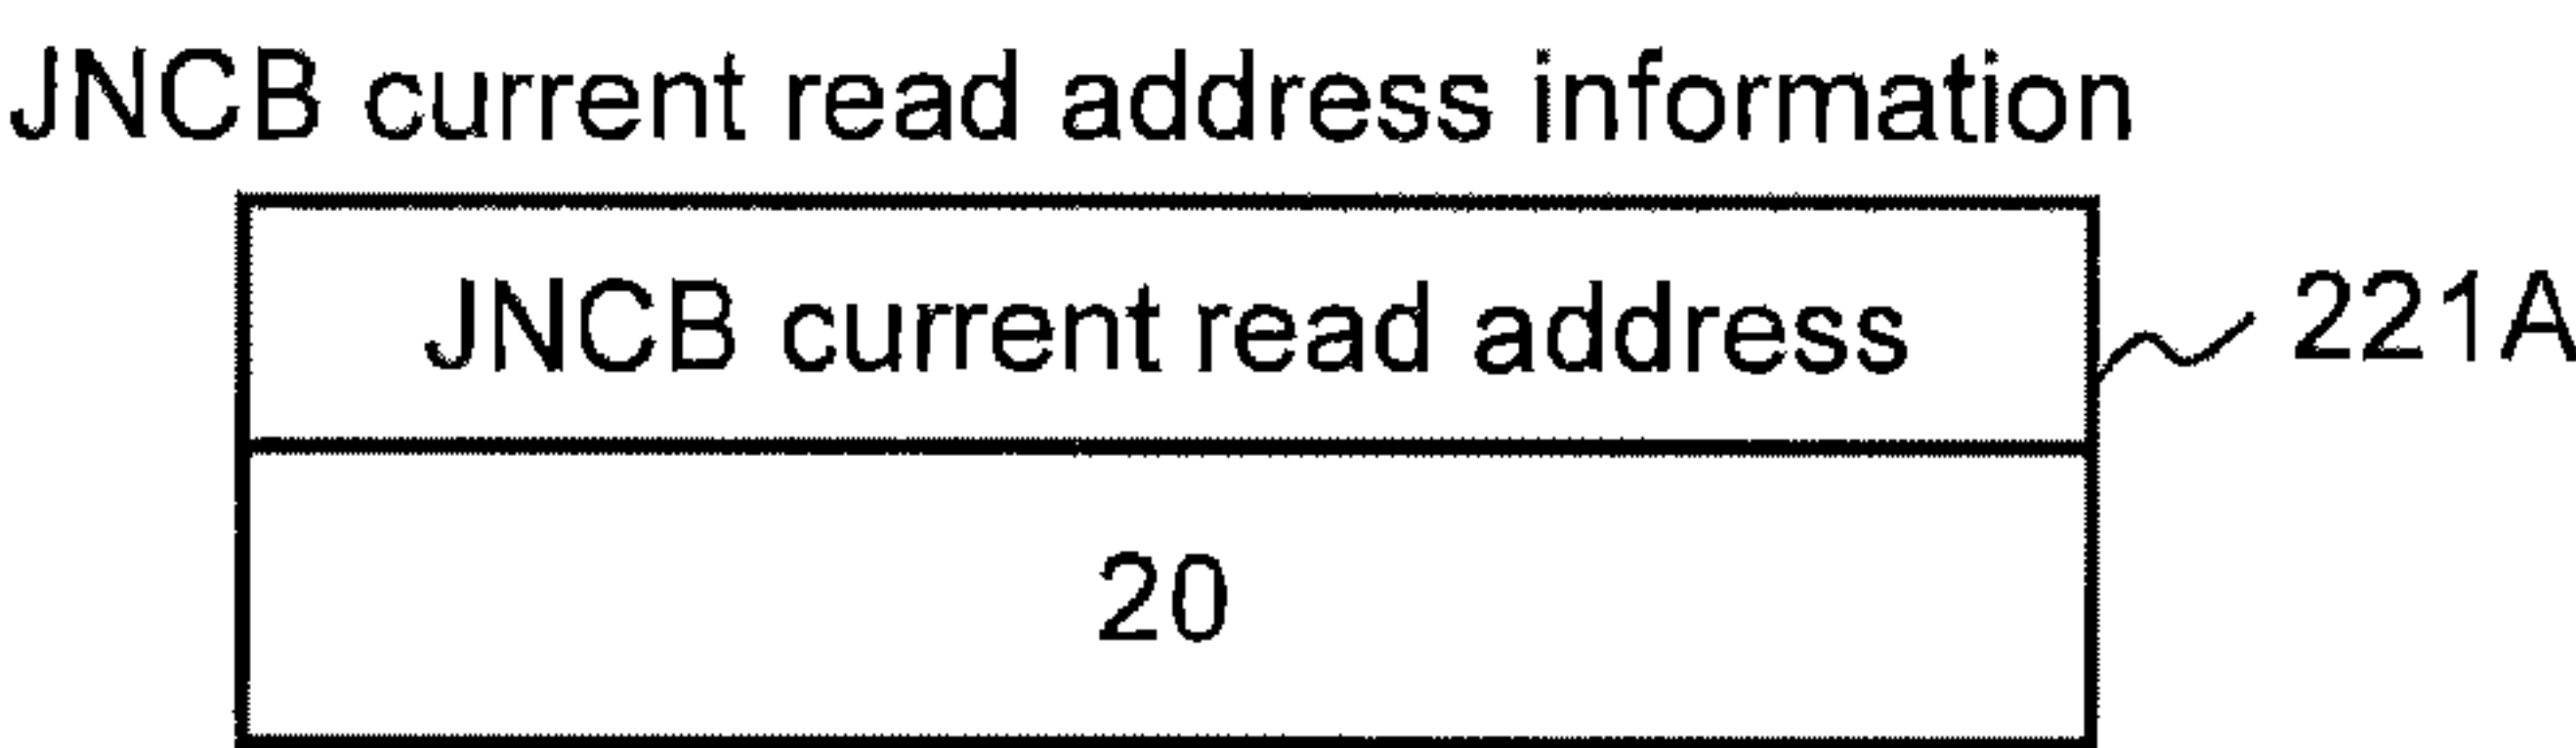 JNCB current read address information
JNCB current read address 221A
20